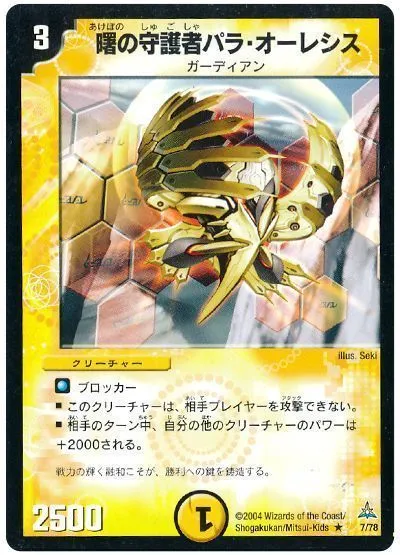 3
あけぼの しゅごしゃ
曙の守護者パラ・オーレシス
ガーディアン
illus. Seki
クリーチャー
ブロッカー
■ このクリーチャーは、相手プレイヤーを攻撃できない。
■ 相手のターン中、自分の他のクリーチャーのパワーは
+2000される。
戦力の輝く融和こそが、勝利への鍵を鋳造する。
2500
1
©2004 Wizards of the Coast/
Shogakukan/Mitsui-Kids ★ 7/78